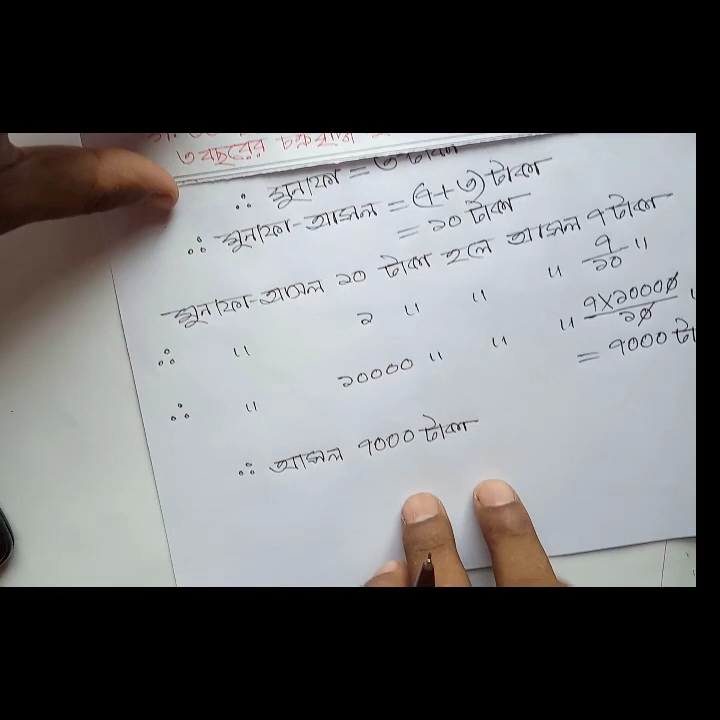 ৩ বছরের চক্রবৃদ্ধি
∴ মুনাফা = ৩ টাকা
∴ মুনাফা-আসল = (৭+৩) টাকা
= ১০ টাকা
মুনাফা-আসল ১০ টাকা হলে আসল ৭ টাকা
∴ " ১ " " " ৭/১০ "
∴ " ১০০০০ " " " ৭×১০০০০/১০ "
= ৭০০০ টা
∴ আসল ৭০০০ টাকা